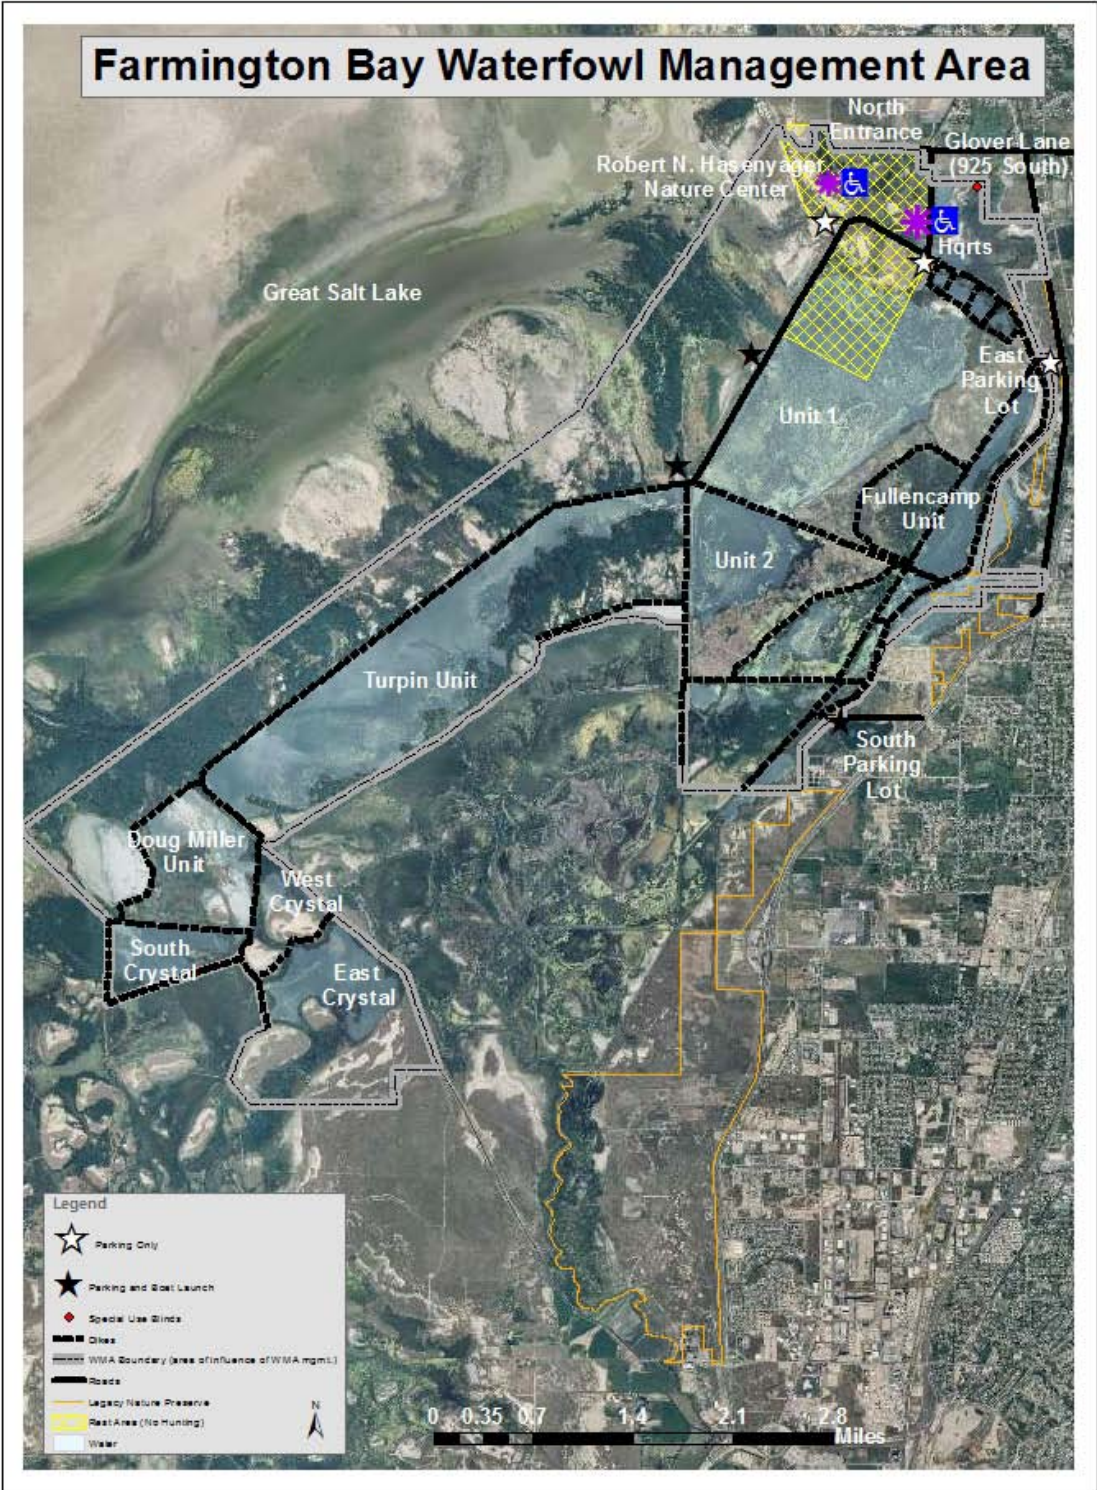 Farmington Bay Waterfowl Management Area
North
Entrance
Glover Lane
(925 South)
Robert N. Hasenyager
Nature Center
Hqrts
Great Salt Lake
East
Parking
Lot
Unit 1
Fullencamp
Unit
Unit 2
Turpin Unit
South
Parking
Lot
Doug Miller
Unit
West
Crystal
South
Crystal
East
Crystal
Legend
Parking Only
Parking and Boat Launch
Special Use Blinds
Dikes
WMA Boundary (area of influence of WMA mgmt.)
Roads
Legacy Nature Preserve
Rest Area (No Hunting)
Water
N
0 0.35 0.7 1.4 2.1 2.8
Miles